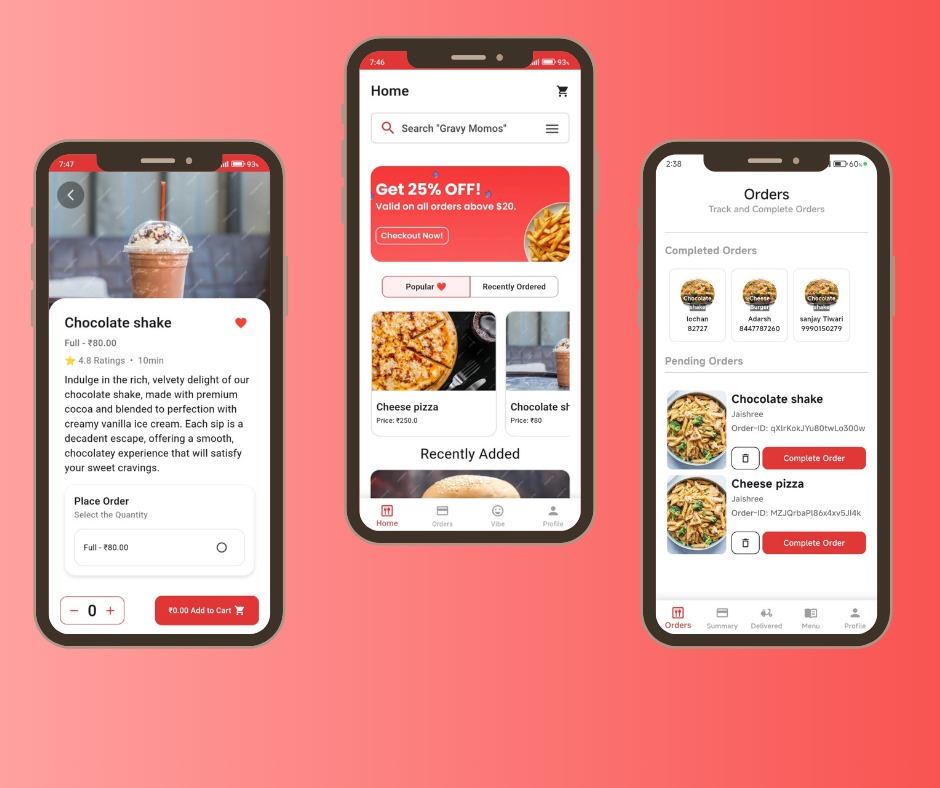 7:47
93%
Chocolate shake
Full - ₹80.00
4.8 Ratings • 10min
Indulge in the rich, velvety delight of our
chocolate shake, made with premium
cocoa and blended to perfection with
creamy vanilla ice cream. Each sip is a
decadent escape, offering a smooth,
chocolatey experience that will satisfy
your sweet cravings.
Place Order
Select the Quantity
Full - ₹80.00
− 0 +
₹0.00 Add to Cart
7:46
93%
Home
Search "Gravy Momos"
Get 25% OFF!
Valid on all orders above $20.
Checkout Now!
Popular
Recently Ordered
Cheese pizza
Price: ₹250.0
Chocolate sh
Price: ₹80
Recently Added
Home
Orders
Vibe
Profile
2:38
60%
Orders
Track and Complete Orders
Completed Orders
Chocolate
shake
lochan
82727
Cheese
Burger
Adarsh
8447787260
Chocolate
shake
sanjay Tiwari
9990150279
Pending Orders
Chocolate shake
Jaishree
Order-ID: qXIrKokJYu80twLo300w
Complete Order
Cheese pizza
Jaishree
Order-ID: MZJQrbaPl86x4xv5Jl4k
Complete Order
Orders
Summary
Delivered
Menu
Profile